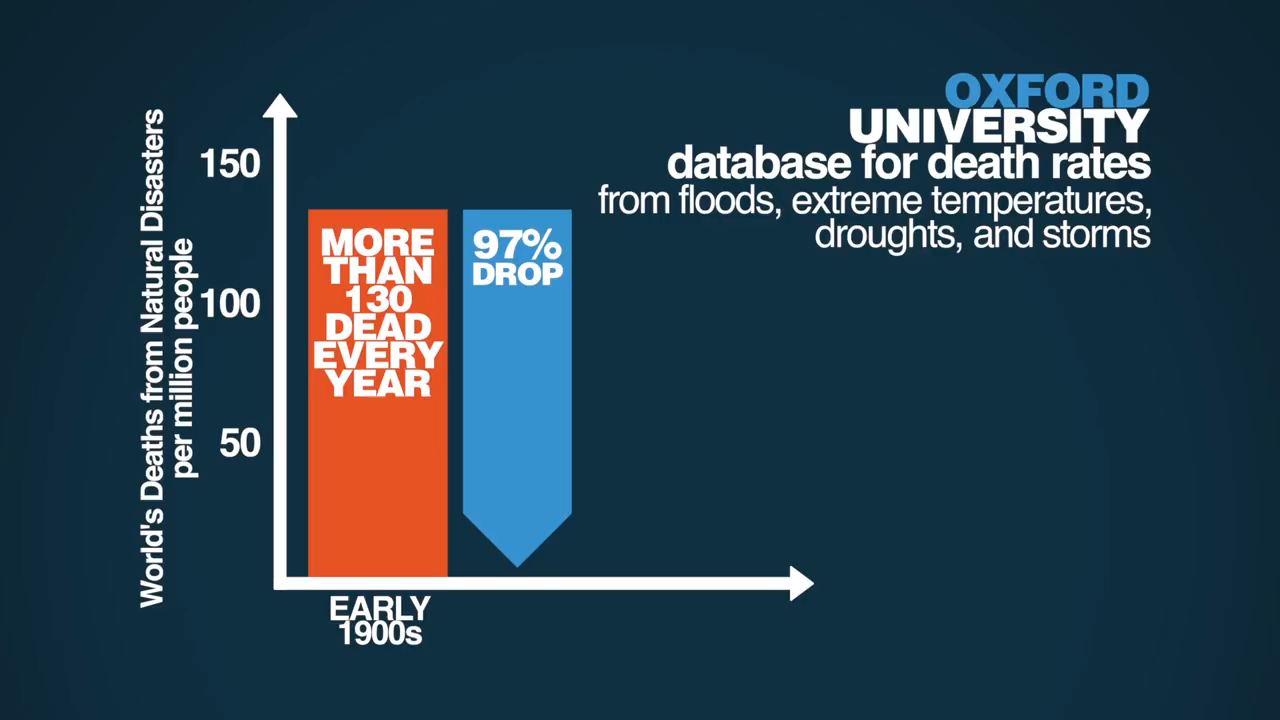 OXFORD
UNIVERSITY
database for death rates
from floods, extreme temperatures,
droughts, and storms
World's Deaths from Natural Disasters
per million people
150
100
50
MORE
THAN
130
DEAD
EVERY
YEAR
97%
DROP
EARLY
1900s